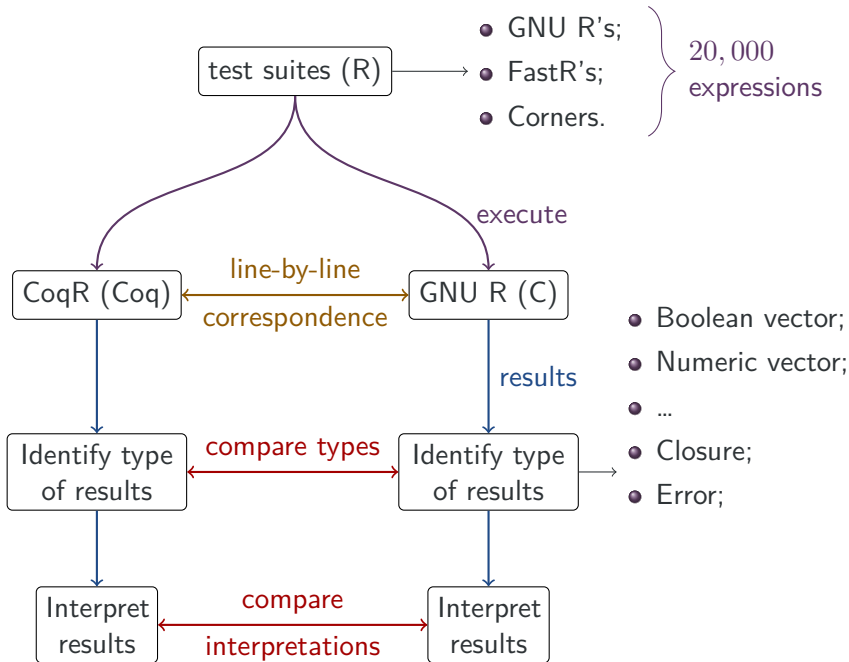 test suites (R)
GNU R's;
FastR's;
Corners.
20,000
expressions
execute
CoqR (Coq)
line-by-line
correspondence
GNU R (C)
results
Boolean vector;
Numeric vector;
...
Closure;
Error;
Identify type
of results
compare types
Identify type
of results
Interpret
results
compare
interpretations
Interpret
results